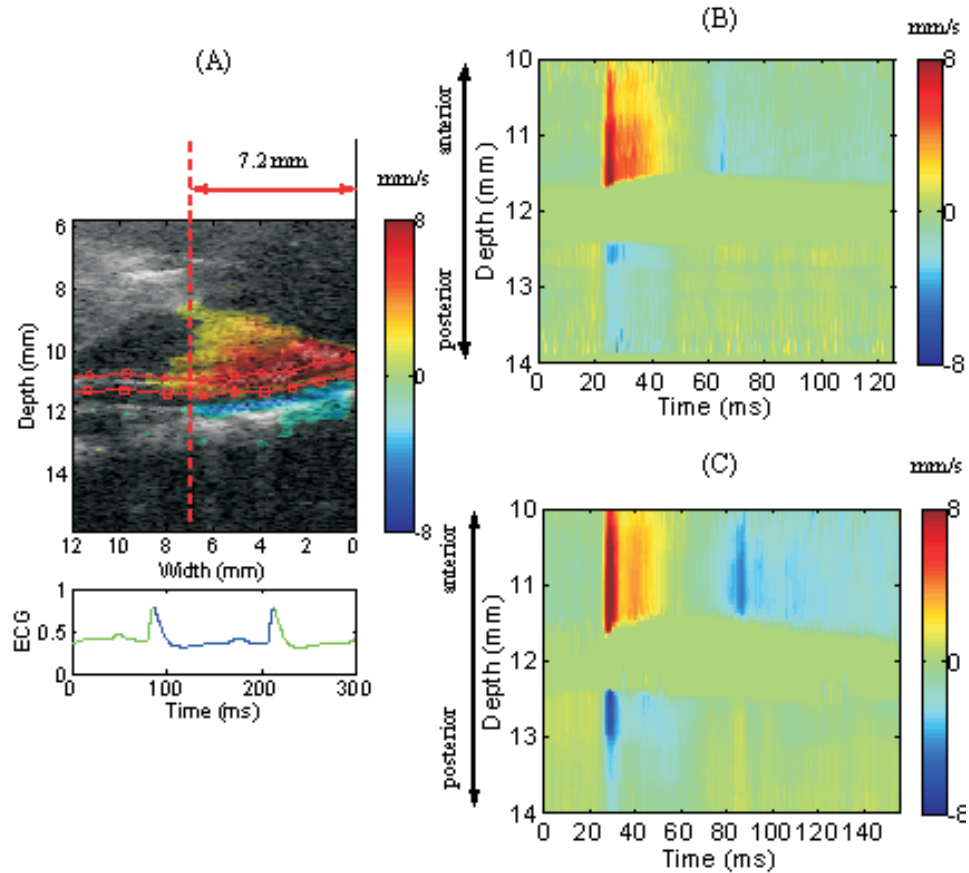 (A)
7.2 mm
mm/s
8
0
-8
Depth (mm)
6
8
10
12
14
12 10 8 6 4 2 0
Width (mm)
ECG
1
0.5
0
0 100 200 300
Time (ms)
(B)
mm/s
8
0
-8
anterior
posterior
Depth (mm)
10
11
12
13
14
0 20 40 60 80 100 120
Time (ms)
(C)
mm/s
8
0
-8
anterior
posterior
Depth (mm)
10
11
12
13
14
0 20 40 60 80 100 120 140
Time (ms)